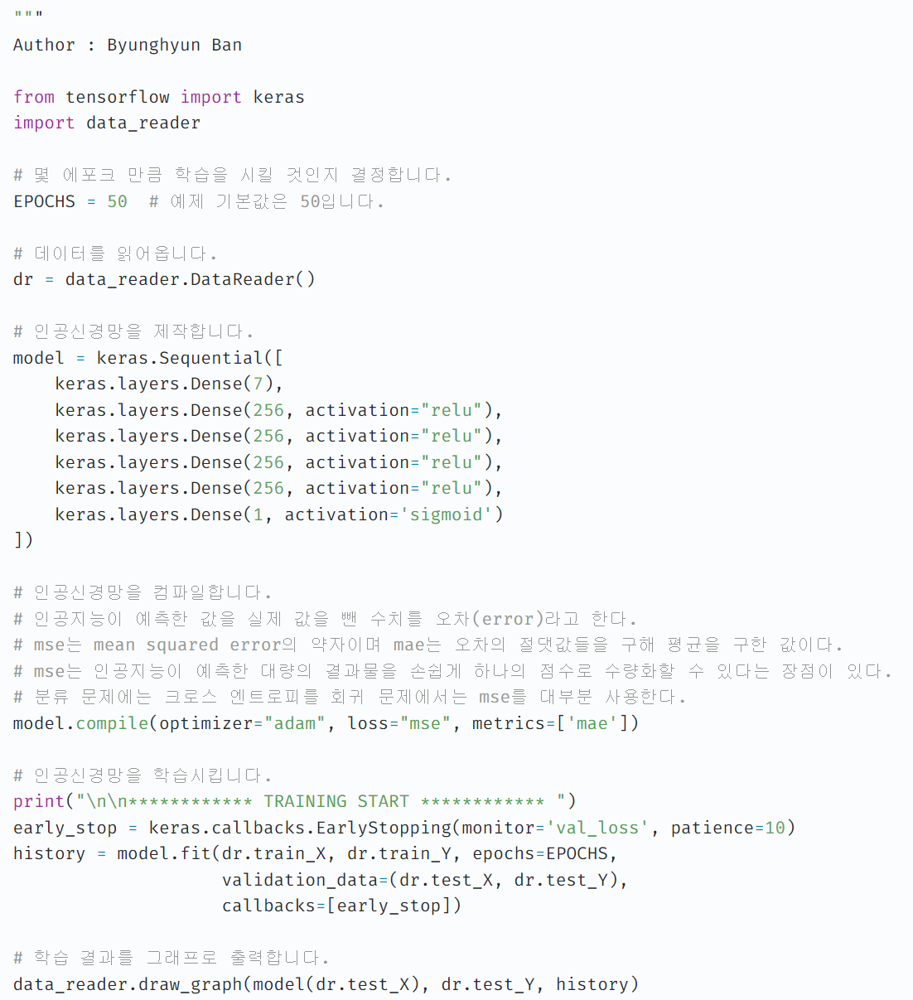 """
Author : Byunghyun Ban

from tensorflow import keras
import data_reader

# 몇 에포크 만큼 학습을 시킬 것인지 결정합니다.
EPOCHS = 50  # 예제 기본값은 50입니다.

# 데이터를 읽어옵니다.
dr = data_reader.DataReader()

# 인공신경망을 제작합니다.
model = keras.Sequential([
    keras.layers.Dense(7),
    keras.layers.Dense(256, activation="relu"),
    keras.layers.Dense(256, activation="relu"),
    keras.layers.Dense(256, activation="relu"),
    keras.layers.Dense(256, activation="relu"),
    keras.layers.Dense(1, activation='sigmoid')
])

# 인공신경망을 컴파일합니다.
# 인공지능이 예측한 값을 실제 값을 뺀 수치를 오차(error)라고 한다.
# mse는 mean squared error의 약자이며 mae는 오차의 절댓값들을 구해 평균을 구한 값이다.
# mse는 인공지능이 예측한 대량의 결과물을 손쉽게 하나의 점수로 수량화할 수 있다는 장점이 있다.
# 분류 문제에는 크로스 엔트로피를 회귀 문제에서는 mse를 대부분 사용한다.
model.compile(optimizer="adam", loss="mse", metrics=['mae'])

# 인공신경망을 학습시킵니다.
print("\n\n************ TRAINING START ************ ")
early_stop = keras.callbacks.EarlyStopping(monitor='val_loss', patience=10)
history = model.fit(dr.train_X, dr.train_Y, epochs=EPOCHS,
                    validation_data=(dr.test_X, dr.test_Y),
                    callbacks=[early_stop])

# 학습 결과를 그래프로 출력합니다.
data_reader.draw_graph(model(dr.test_X), dr.test_Y, history)